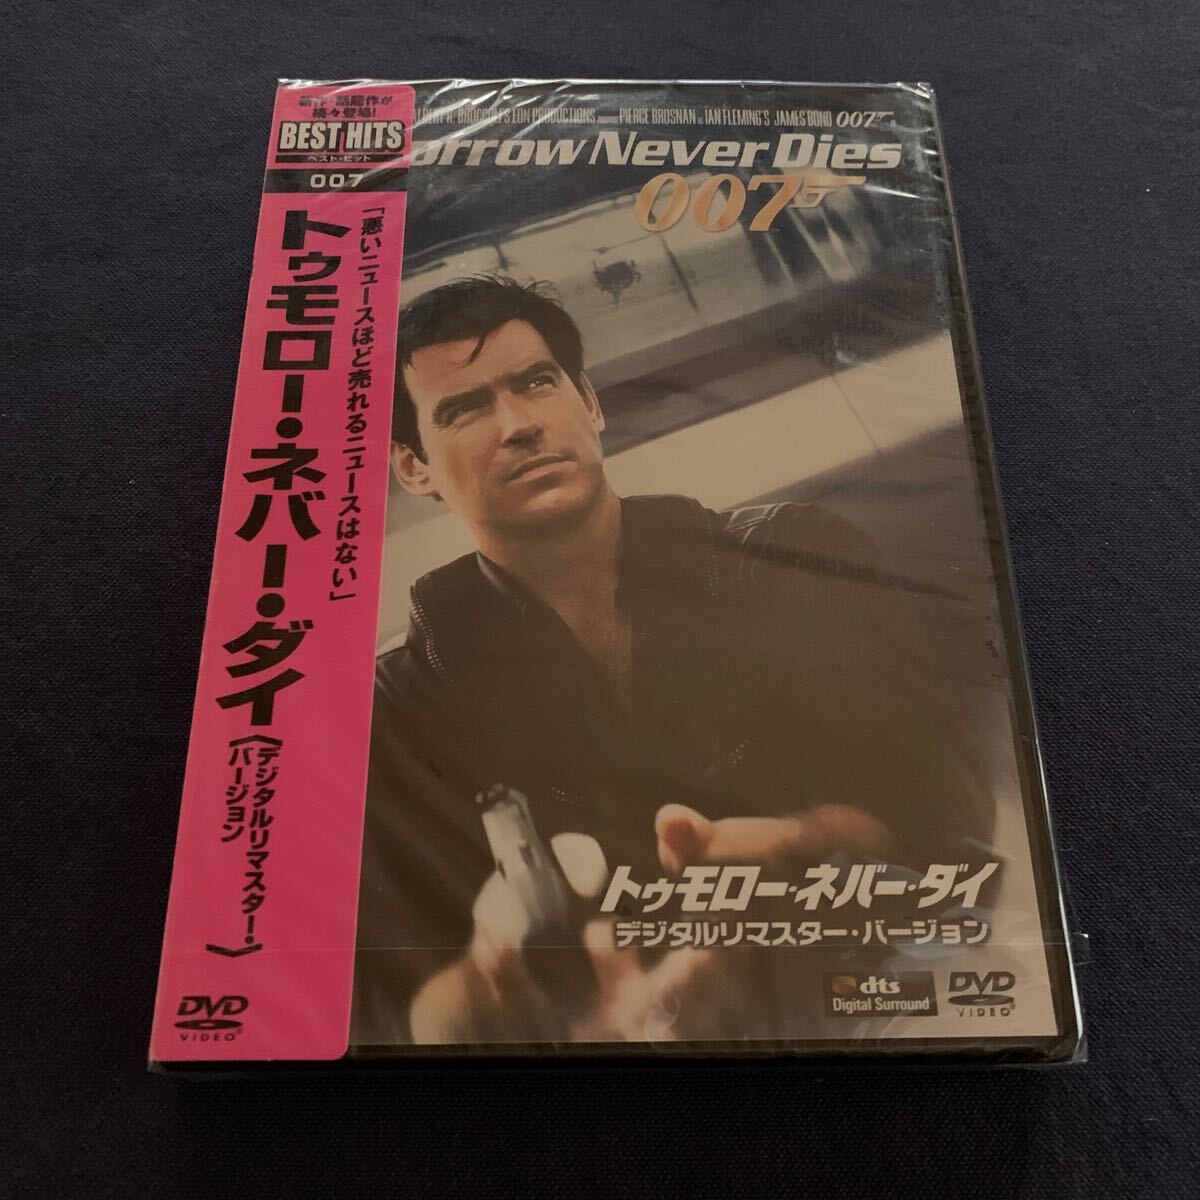 新作・話題作が
続々登場!
BEST HITS
ベスト・ヒット
007
「悪いニュースほど売れるニュースはない」
トゥモロー・ネバー・ダイ
〈デジタルリマスター・
バージョン〉
DVD
VIDEO
ALBERT R. BROCCOLI'S EON PRODUCTIONS PIERCE BROSNAN IAN FLEMING'S JAMES BOND 007
orrow Never Dies
007
トゥモロー・ネバー・ダイ
デジタルリマスター・バージョン
dts
Digital Surround
DVD
VIDEO